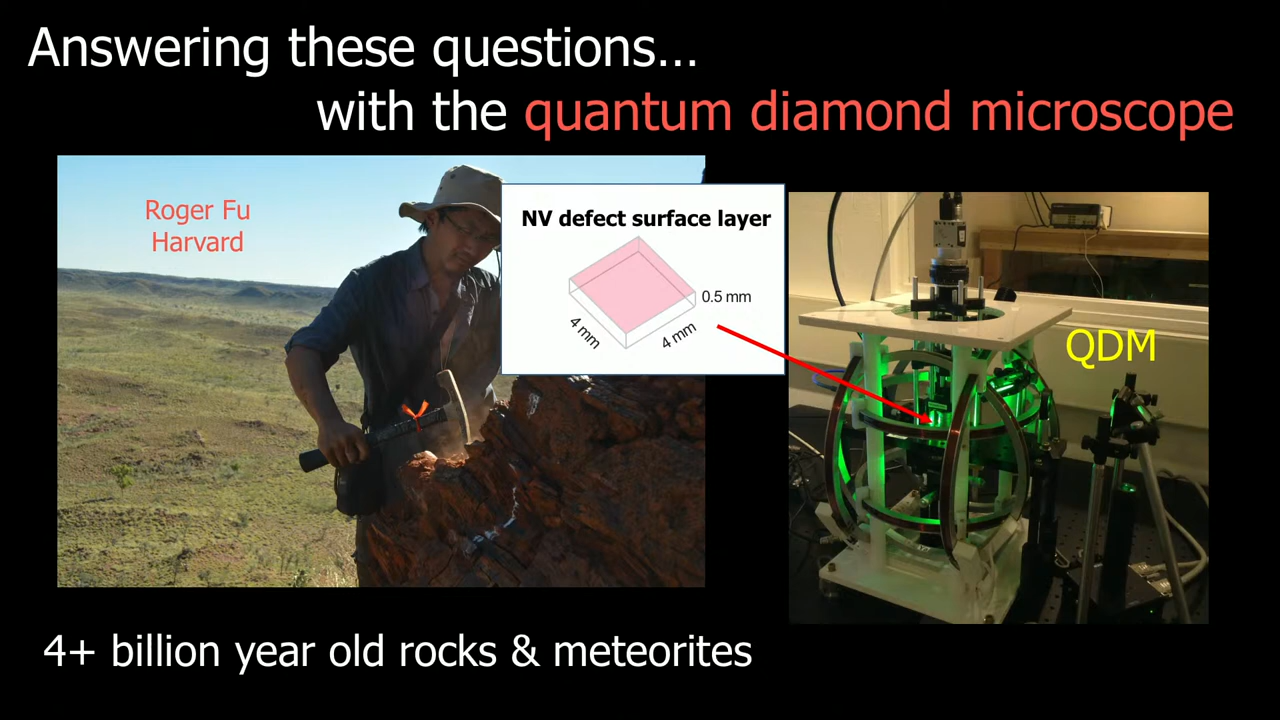 Answering these questions...
with the quantum diamond microscope
Roger Fu
Harvard
NV defect surface layer
0.5 mm
4 mm
4 mm
QDM
4+ billion year old rocks & meteorites